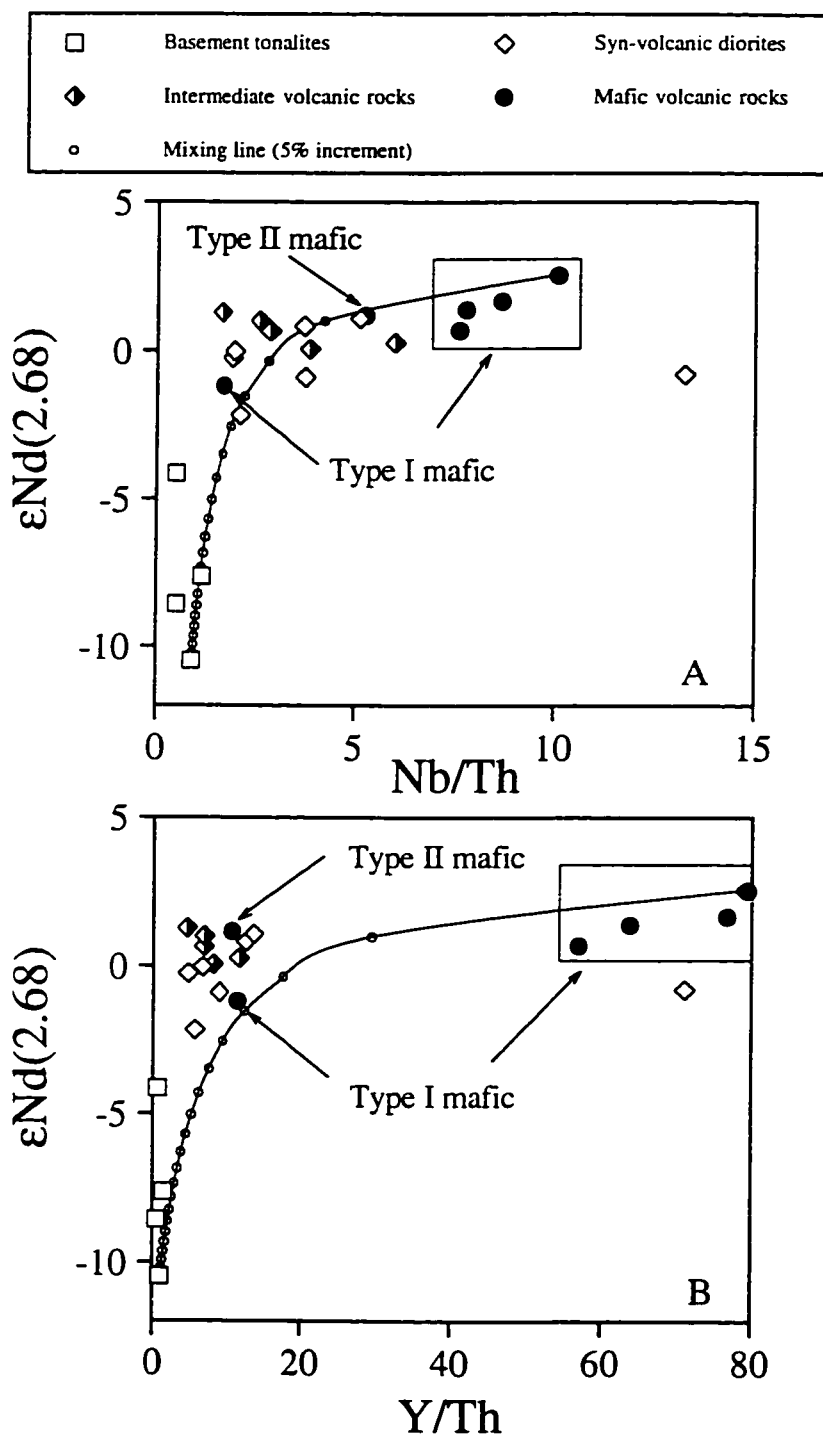 Basement tonalites
Syn-volcanic diorites
Intermediate volcanic rocks
Mafic volcanic rocks
Mixing line (5% increment)
5
Type II mafic
0
Type I mafic
-5
-10
A
0 5 10 15
εNd(2.68)
Nb/Th
5
Type II mafic
0
Type I mafic
-5
-10
B
0 20 40 60 80
εNd(2.68)
Y/Th